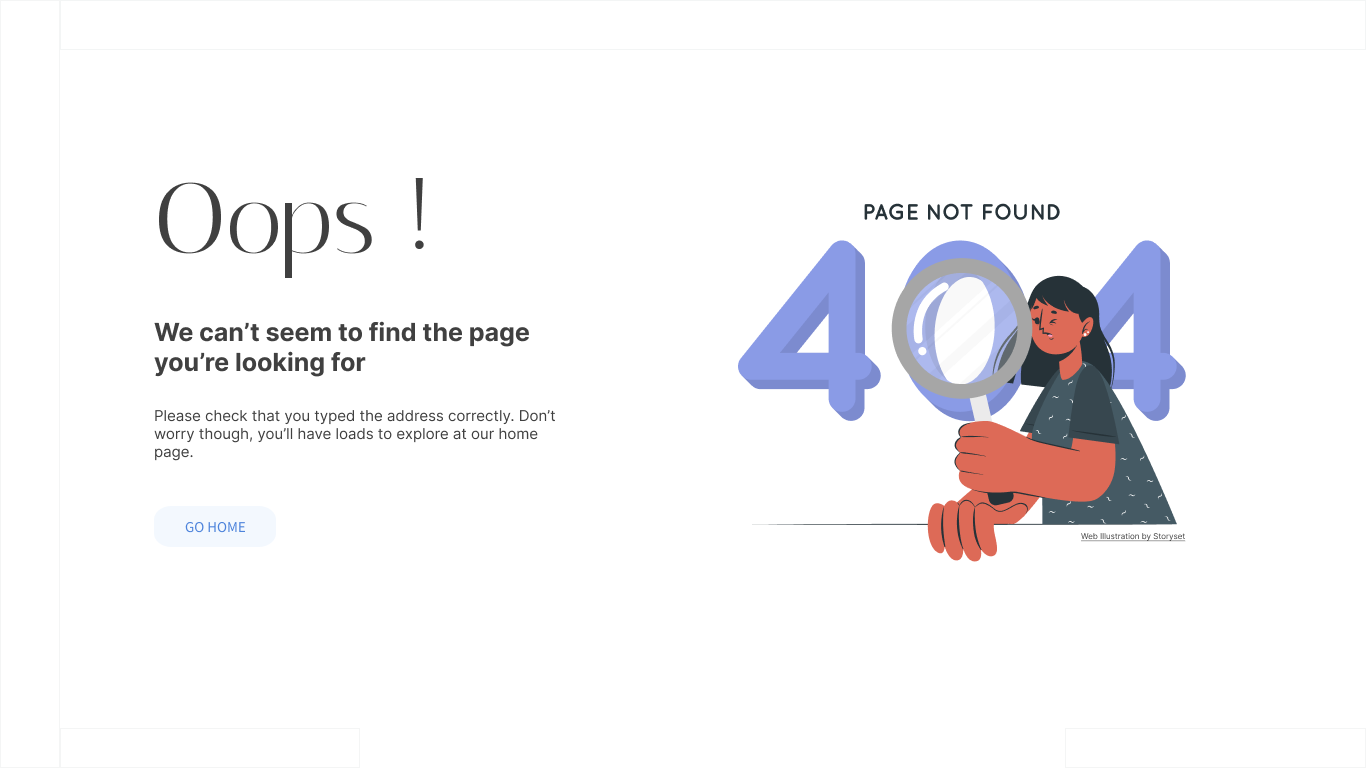 Oops !
We can’t seem to find the page
you’re looking for
Please check that you typed the address correctly. Don’t
worry though, you’ll have loads to explore at our home
page.
GO HOME
PAGE NOT FOUND
404
Web Illustration by Storyset